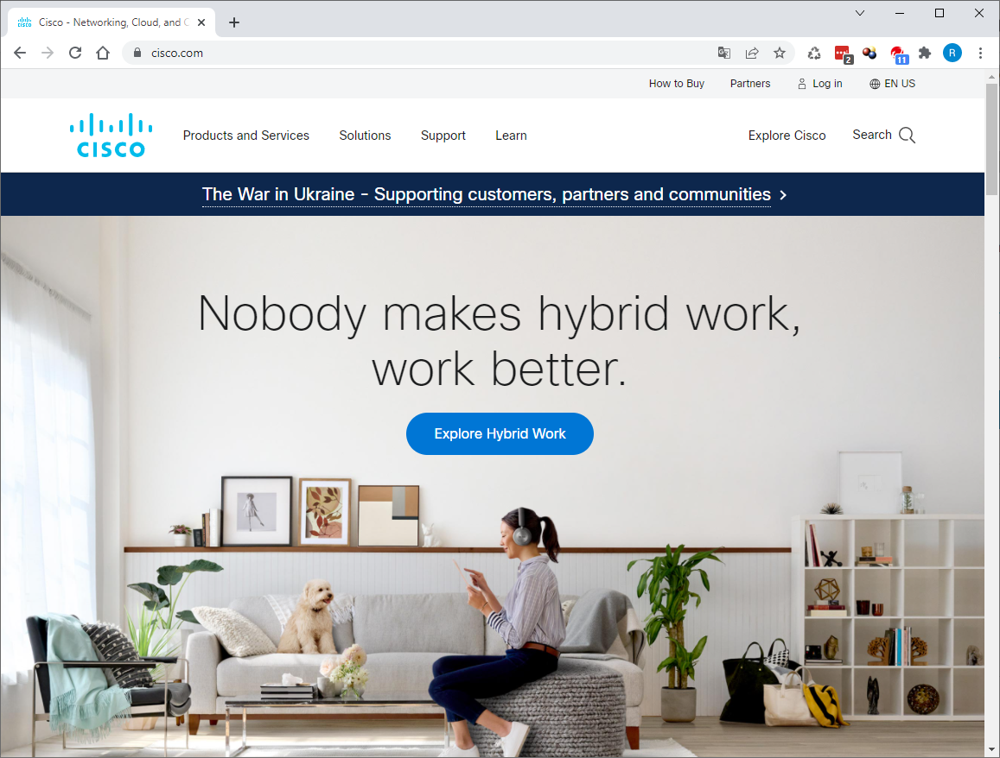 Cisco - Networking, Cloud, and C
cisco.com
2
11
R
How to Buy
Partners
Log in
EN US
CISCO
Products and Services
Solutions
Support
Learn
Explore Cisco
Search
The War in Ukraine - Supporting customers, partners and communities
Nobody makes hybrid work,
work better.
Explore Hybrid Work